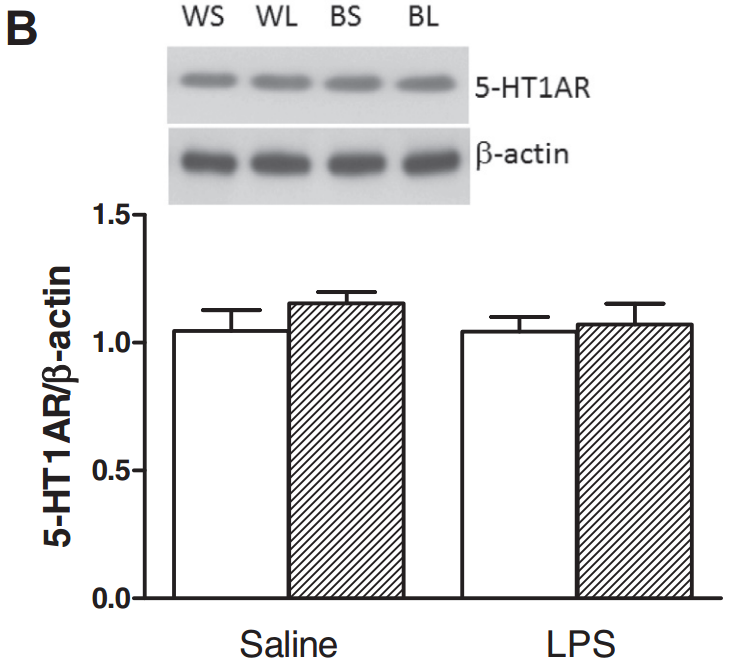 B
WS WL BS BL
5-HT1AR
β-actin
5-HT1AR/β-actin
1.5
1.0
0.5
0.0
Saline LPS